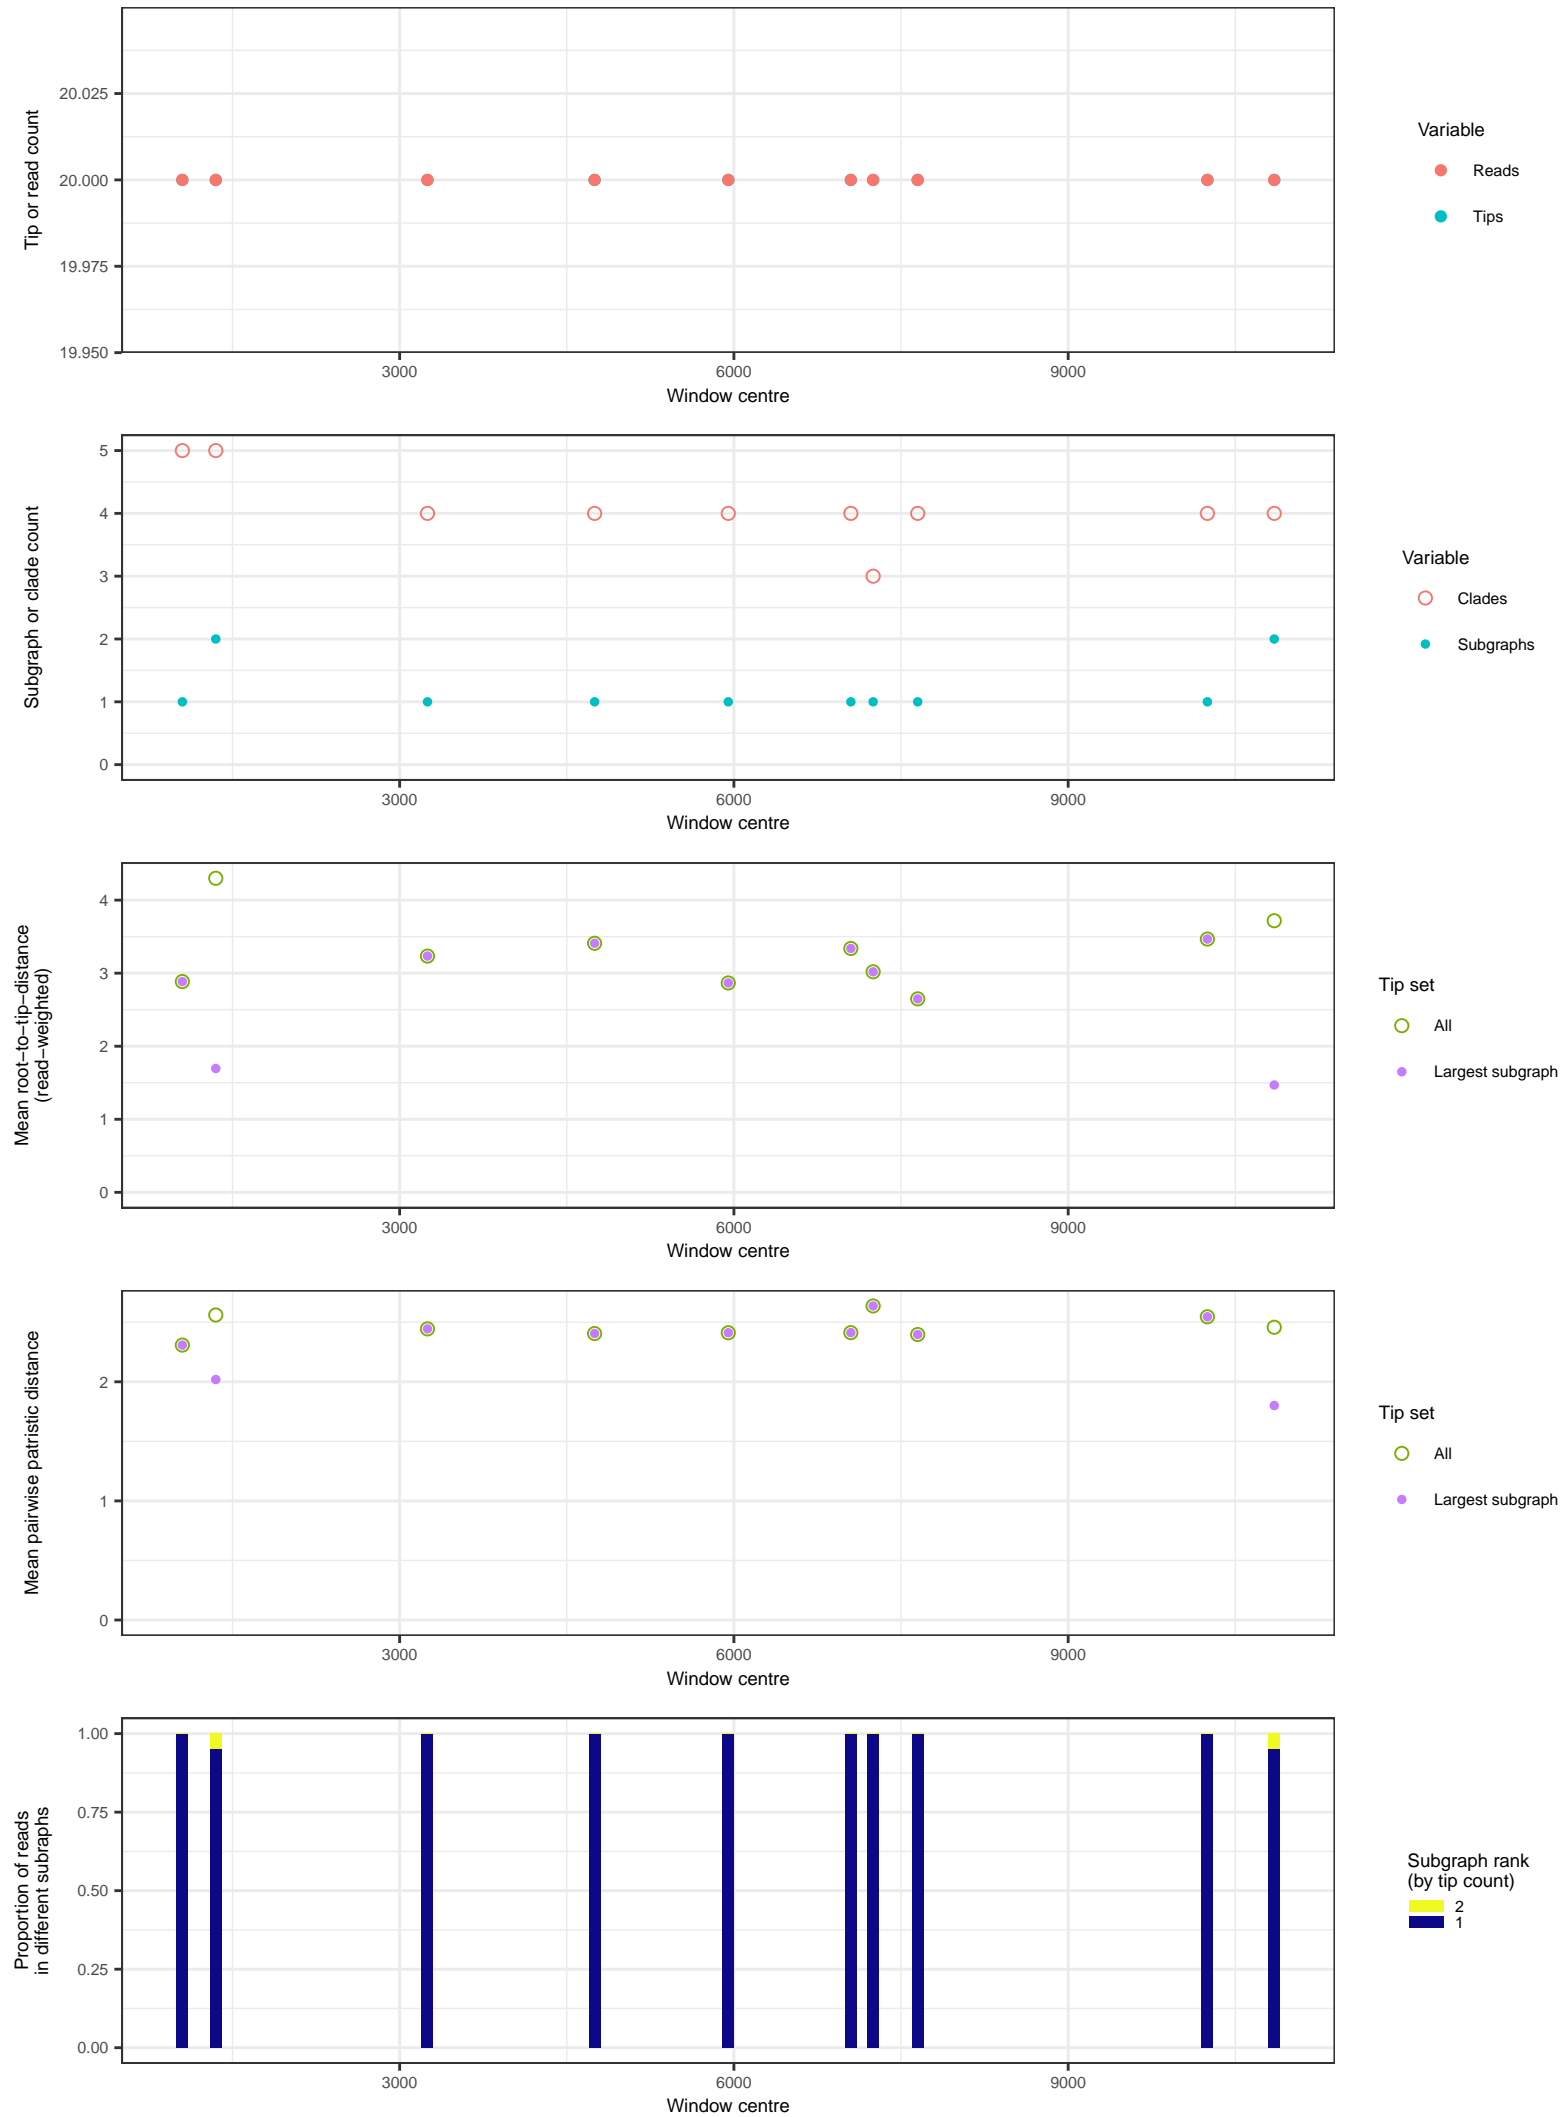 20.025
20.000
19.975
19.950
Tip or read count
3000 6000 9000
Window centre
Variable
Reads
Tips
5
4
3
2
1
0
Subgraph or clade count
3000 6000 9000
Window centre
Variable
Clades
Subgraphs
4
3
2
1
0
Mean root−to−tip−distance
(read−weighted)
3000 6000 9000
Window centre
Tip set
All
Largest subgraph
2
1
0
Mean pairwise patristic distance
3000 6000 9000
Window centre
Tip set
All
Largest subgraph
1.00
0.75
0.50
0.25
0.00
Proportion of reads
in different subraphs
3000 6000 9000
Window centre
Subgraph rank
(by tip count)
2
1